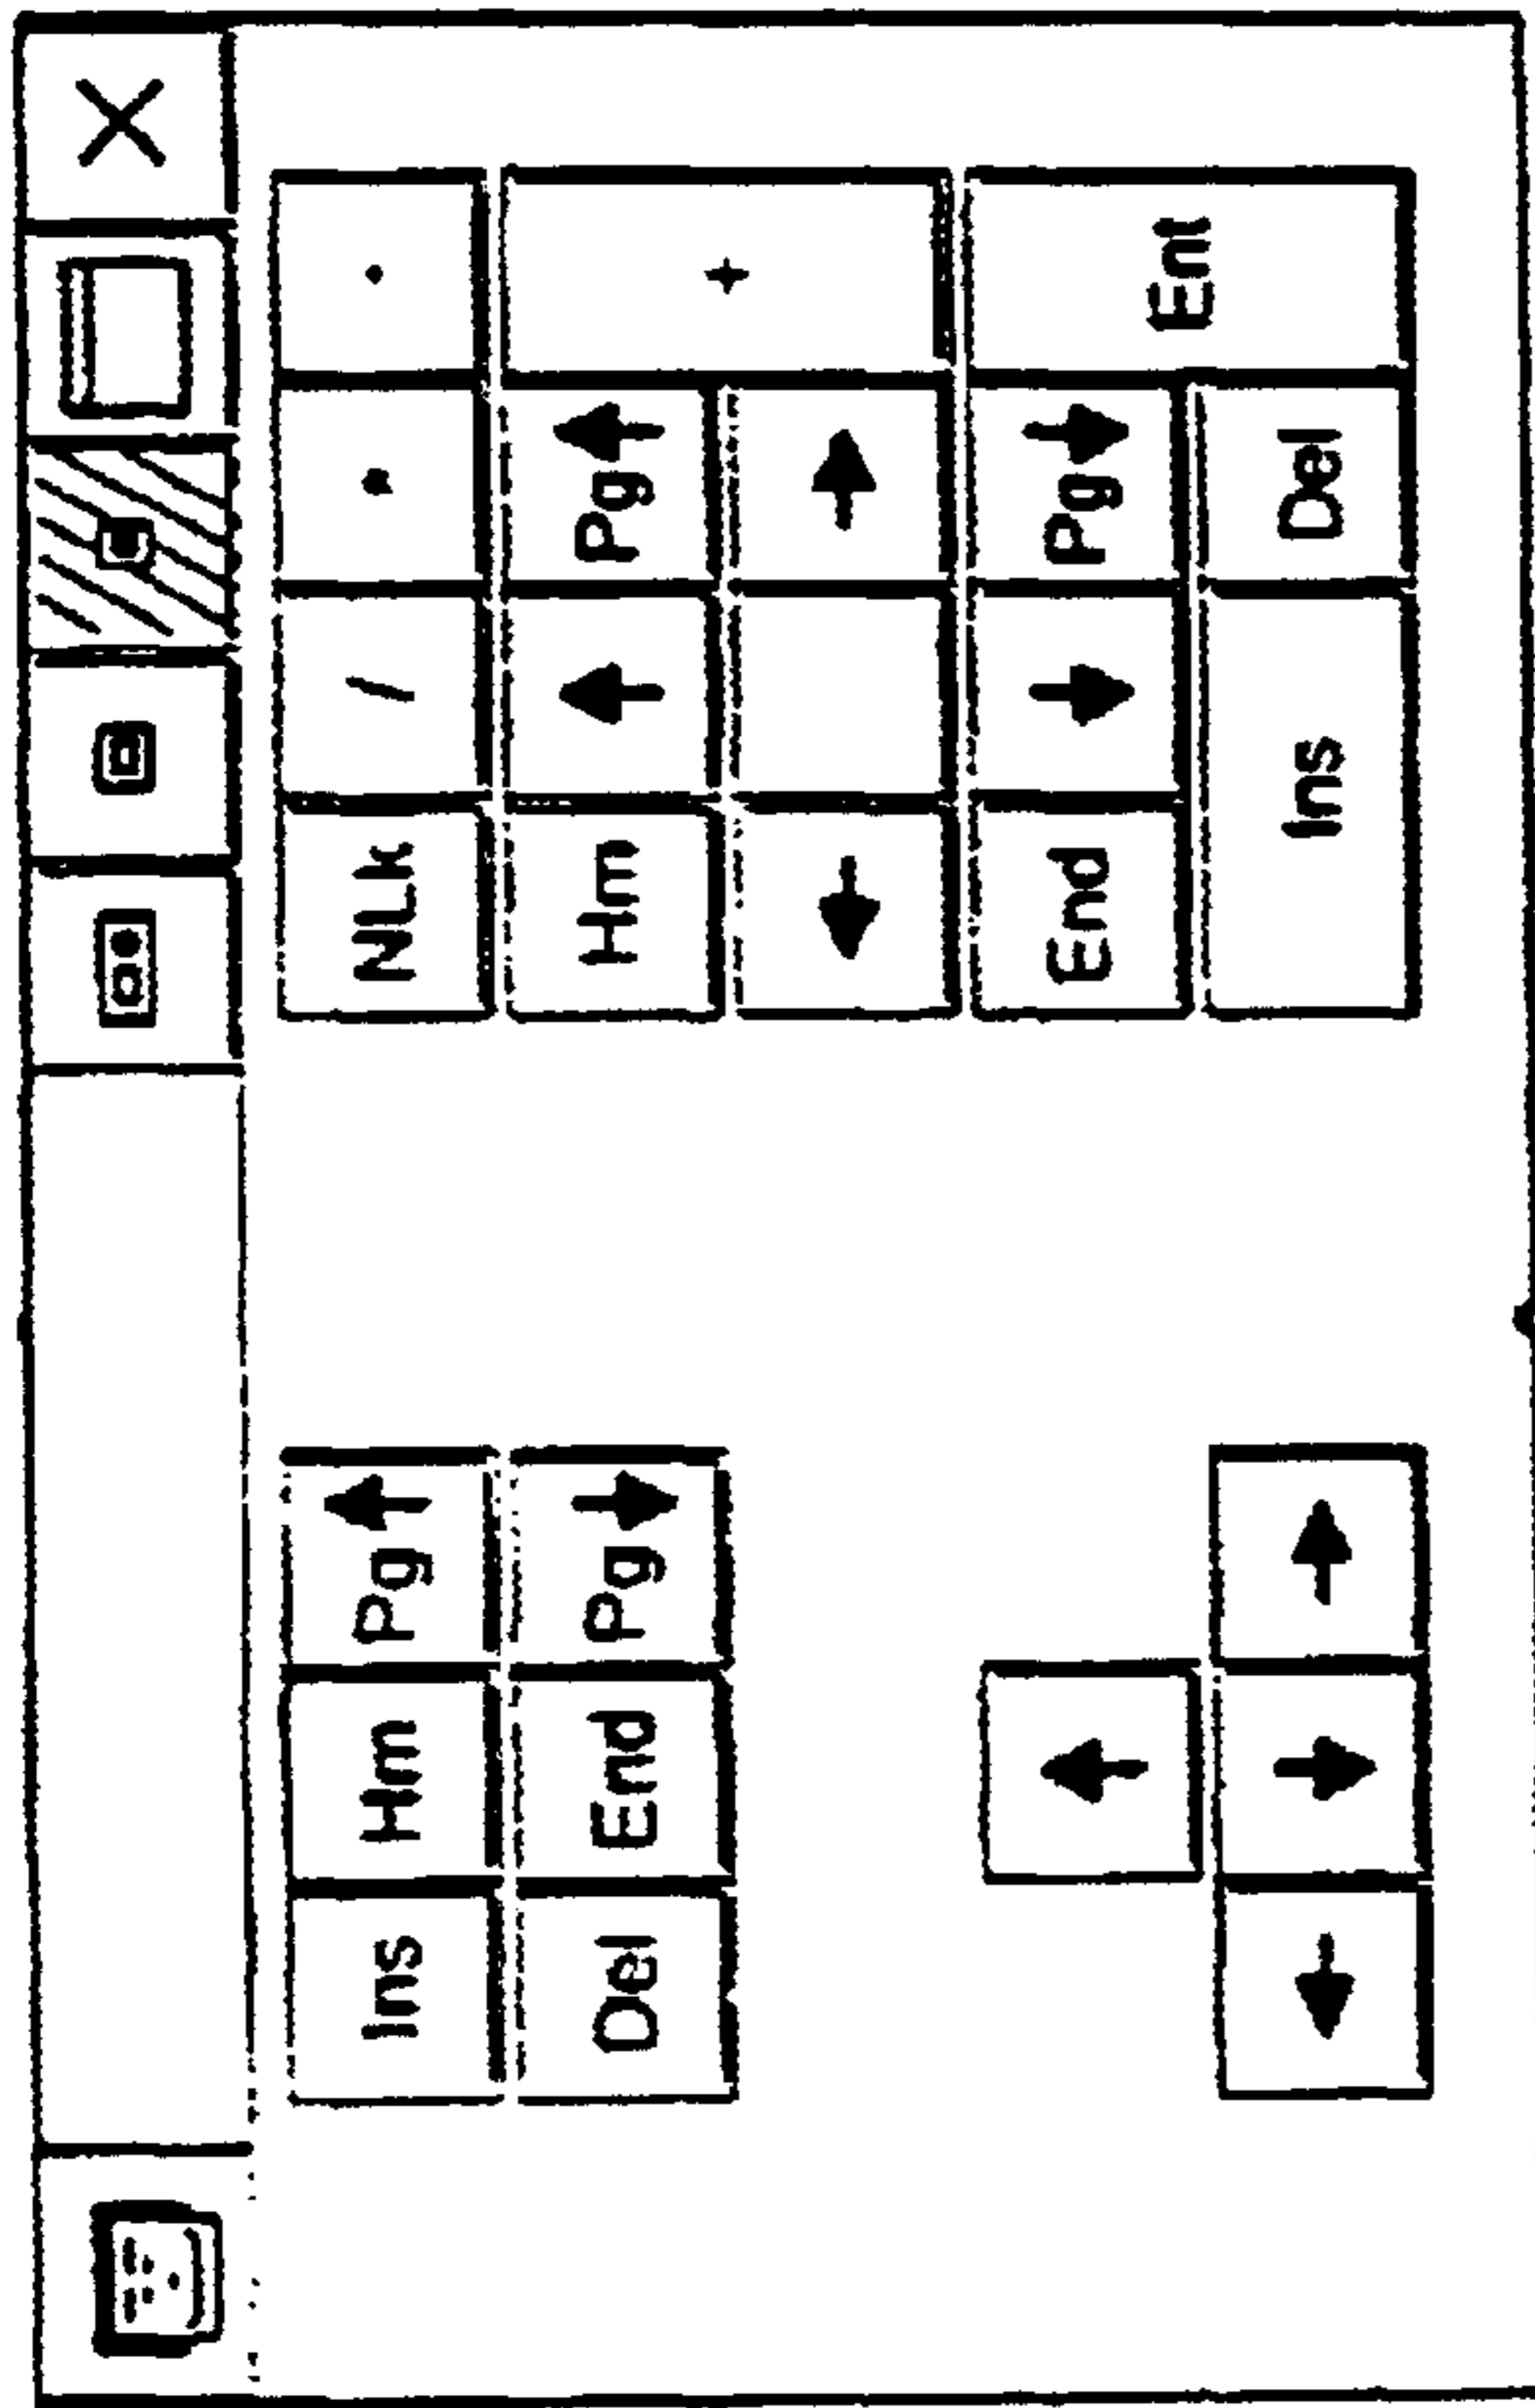 X
Ins Hm Pg↑ NLk / • •
Del End Pg↓ Hm ↑ Pg↑ +
← →
↑ End ↓ Pg↓ Ent
← ↓ → Ins Del